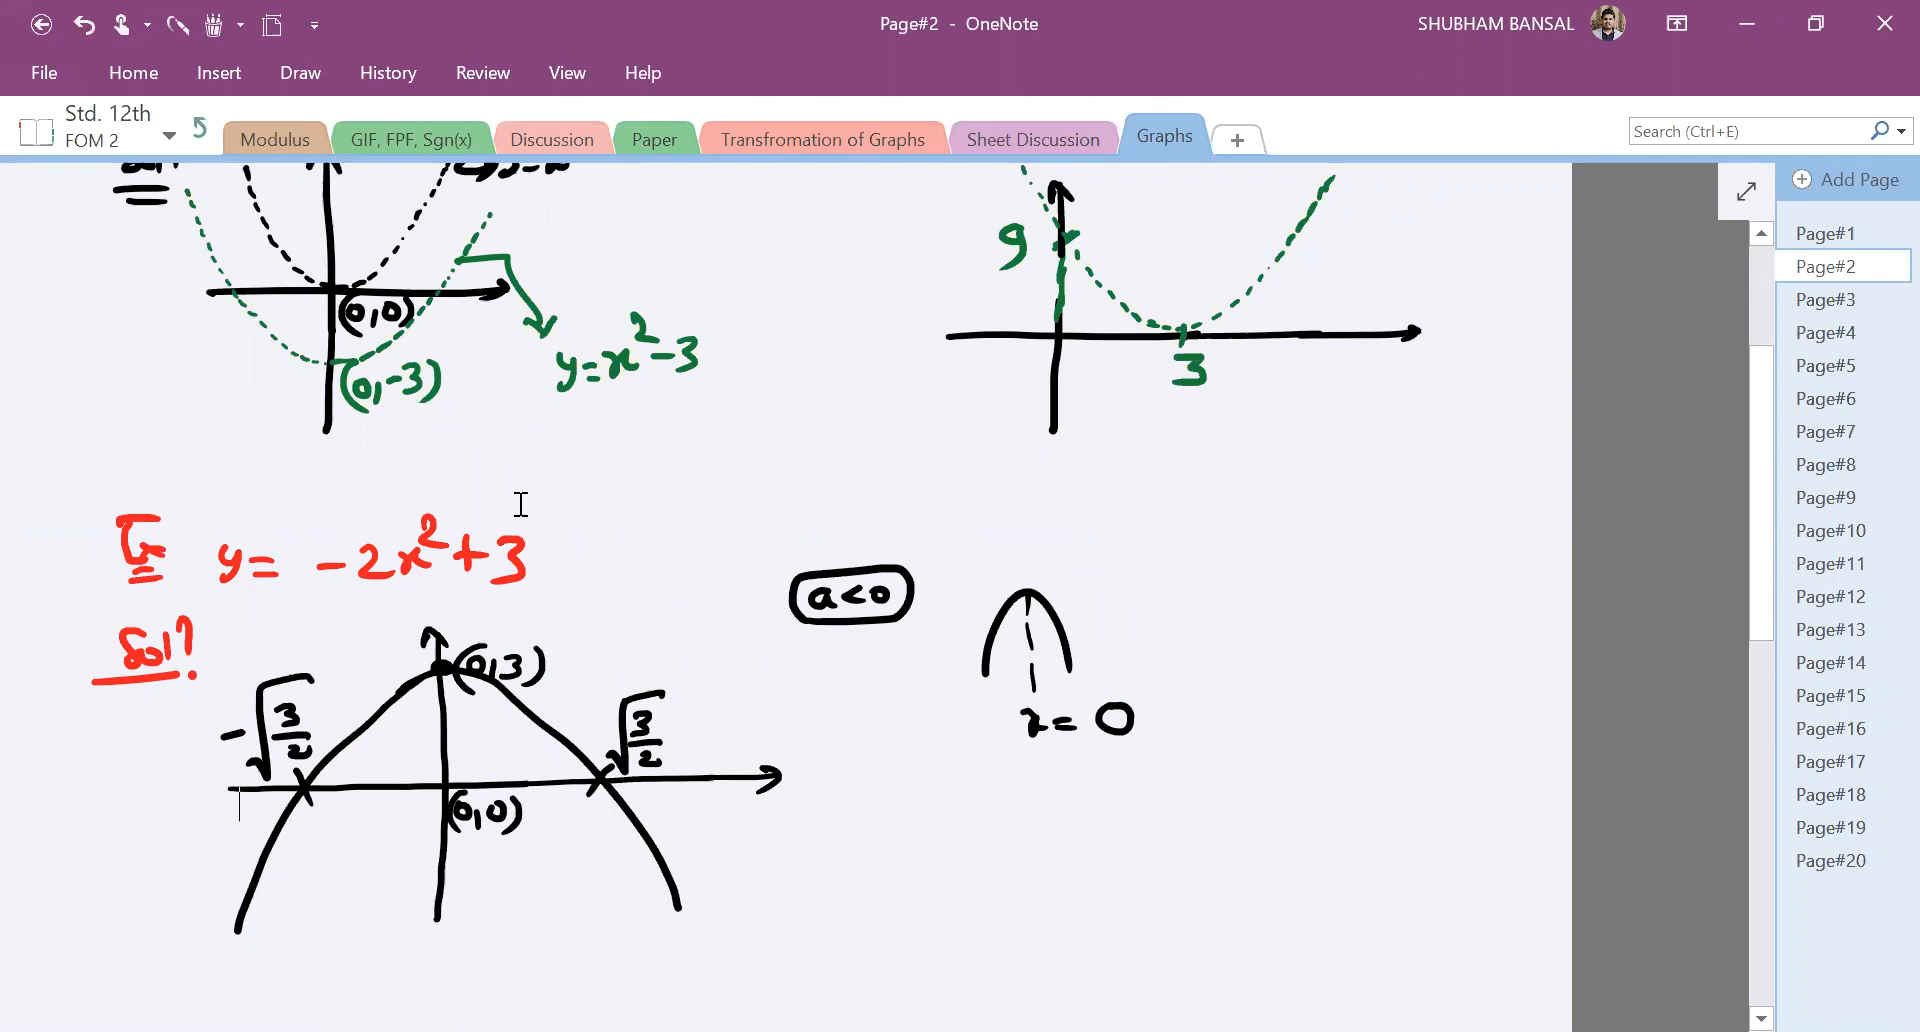 Page#2 - OneNote
SHUBHAM BANSAL
File Home Insert Draw History Review View Help
Std. 12th
FOM 2
Modulus
GIF, FPF, Sgn(x)
Discussion
Paper
Transfromation of Graphs
Sheet Discussion
Graphs
Search (Ctrl+E)
Add Page
Page#1
Page#2
Page#3
Page#4
Page#5
Page#6
Page#7
Page#8
Page#9
Page#10
Page#11
Page#12
Page#13
Page#14
Page#15
Page#16
Page#17
Page#18
Page#19
Page#20
(0,0)
(0,-3)
y=x²-3
9
3
Ex y= -2x²+3
Sol?
a<0
(0,3)
-√3/2
√3/2
(0,0)
x=0